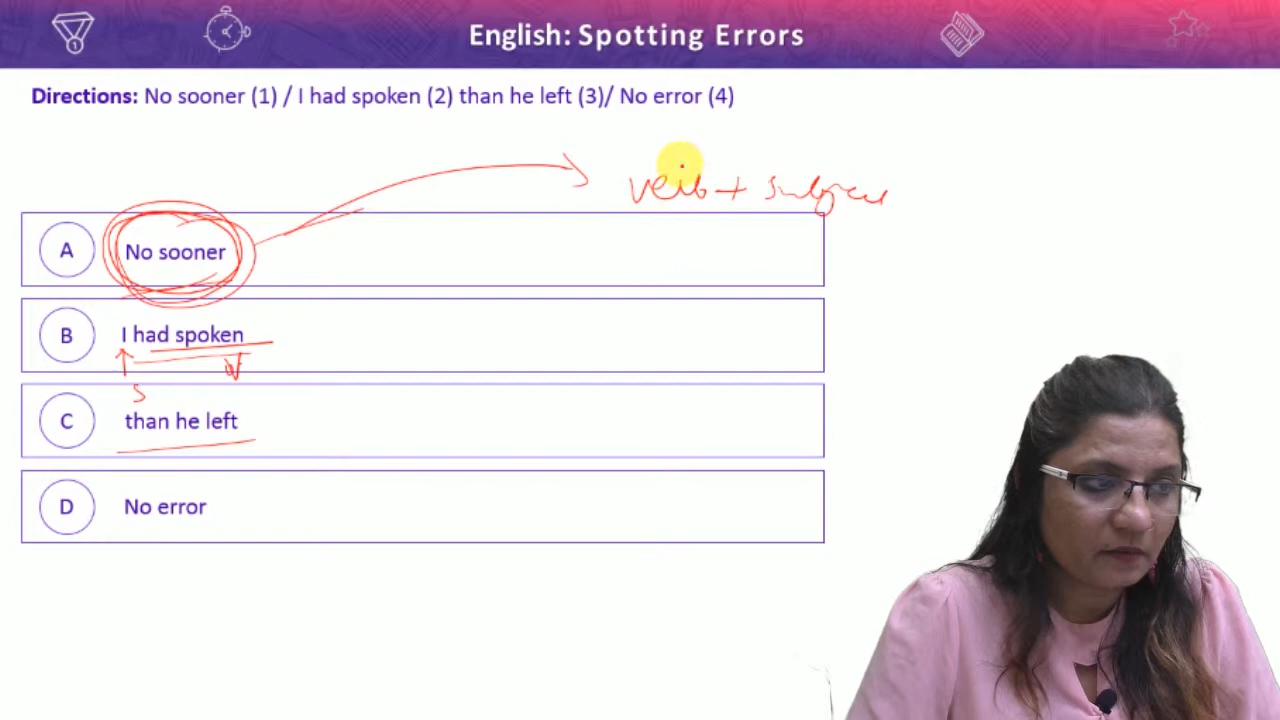 English: Spotting Errors
Directions: No sooner (1) / I had spoken (2) than he left (3)/ No error (4)
verb + subject
A No sooner
B I had spoken
S
C than he left
D No error